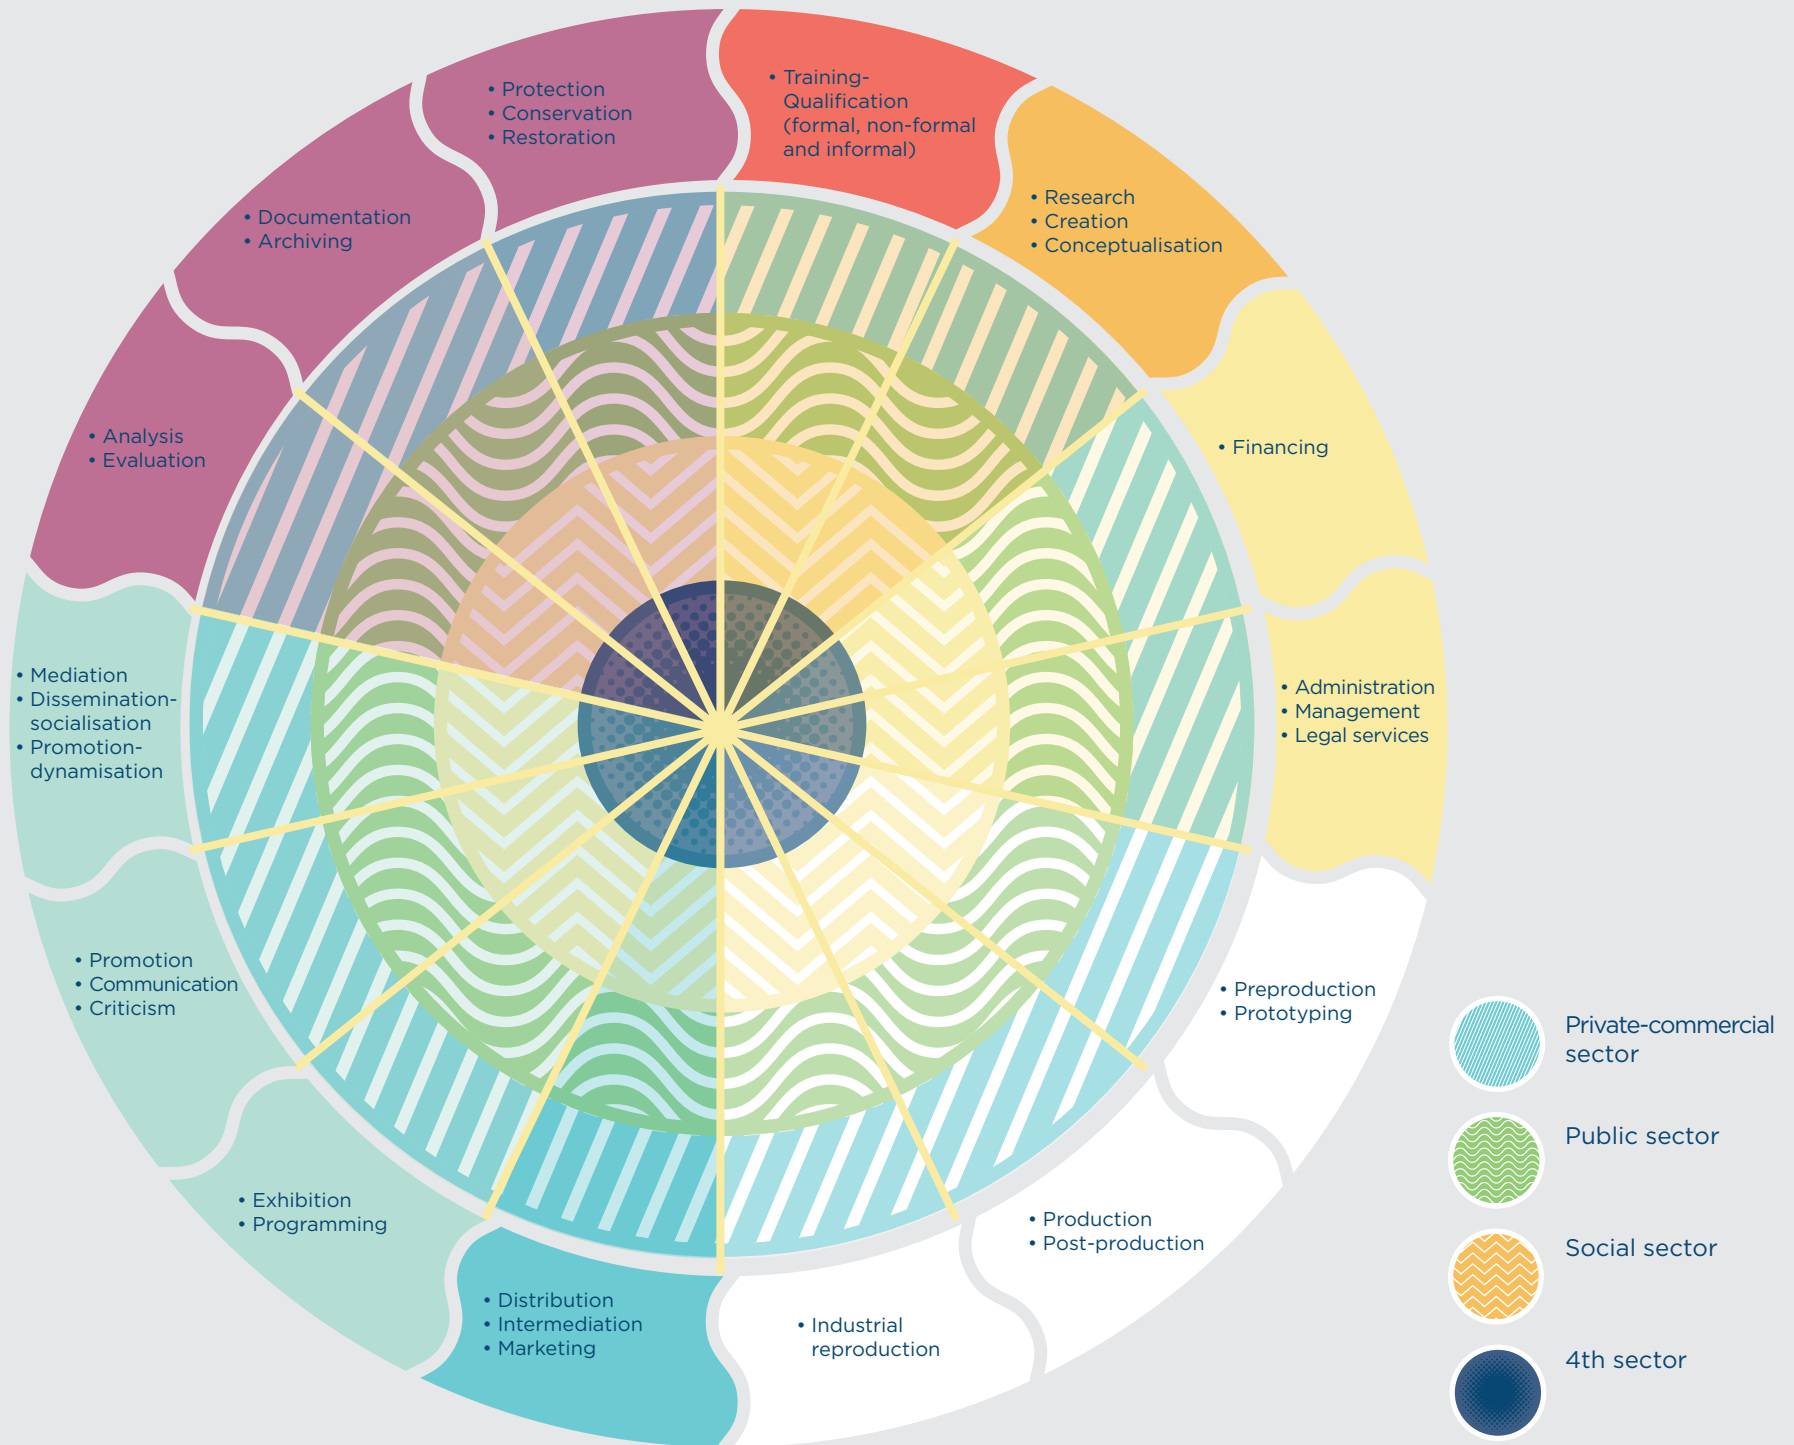 • Protection
• Conservation
• Restoration
• Training-
Qualification
(formal, non-formal
and informal)
• Research
• Creation
• Conceptualisation
• Financing
• Administration
• Management
• Legal services
• Preproduction
• Prototyping
• Production
• Post-production
• Industrial
reproduction
• Distribution
• Intermediation
• Marketing
• Exhibition
• Programming
• Promotion
• Communication
• Criticism
• Mediation
• Dissemination-
socialisation
• Promotion-
dynamisation
• Analysis
• Evaluation
• Documentation
• Archiving
Private-commercial
sector
Public sector
Social sector
4th sector